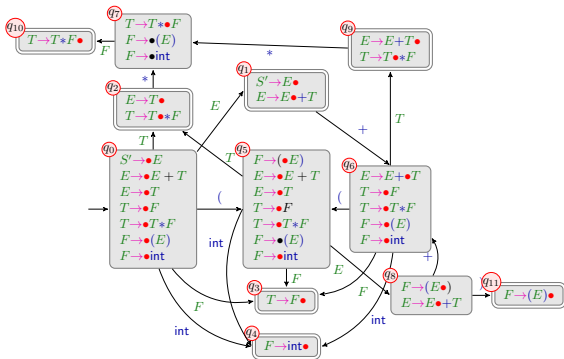 q10
T→T*F●
F
q7
T→T*●F
F→●(E)
F→●int
*
q9
E→E+T●
T→T●*F
*
q2
E→T●
T→T●*F
T
q1
S′→E●
E→E●+T
E
+
T
q0
S′→●E
E→●E + T
E→●T
T→●F
T→●T*F
F→●(E)
F→●int
(
T
q5
F→(●E)
E→●E + T
E→●T
T→●F
T→●T*F
F→●(E)
F→●int
(
q6
E→E+●T
T→●F
T→●T*F
F→●(E)
F→●int
int
F
E
F
+
q3
T→F●
F
int
q4
F→int●
int
q8
F→(E●)
E→E●+T
)
q11
F→(E)●